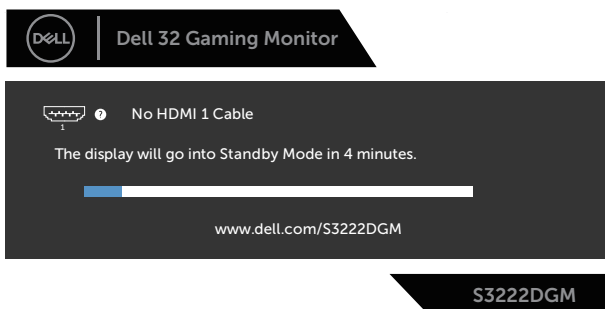 DELL
Dell 32 Gaming Monitor
? No HDMI 1 Cable
1
The display will go into Standby Mode in 4 minutes.
www.dell.com/S3222DGM
S3222DGM